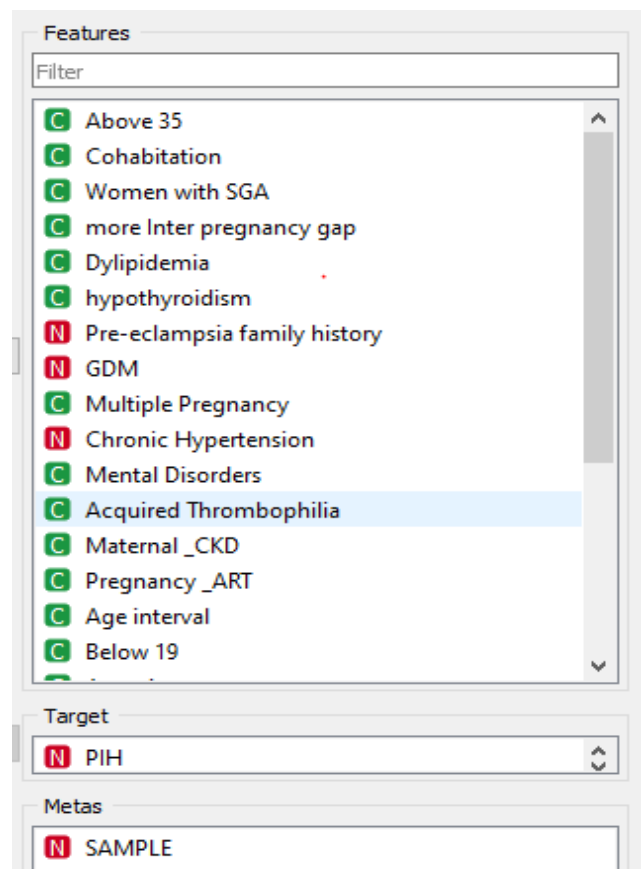 Features
Filter
C Above 35
C Cohabitation
C Women with SGA
C more Inter pregnancy gap
C Dylipidemia
C hypothyroidism
N Pre-eclampsia family history
N GDM
C Multiple Pregnancy
N Chronic Hypertension
C Mental Disorders
C Acquired Thrombophilia
C Maternal _CKD
C Pregnancy _ART
C Age interval
C Below 19
Target
N PIH
Metas
N SAMPLE